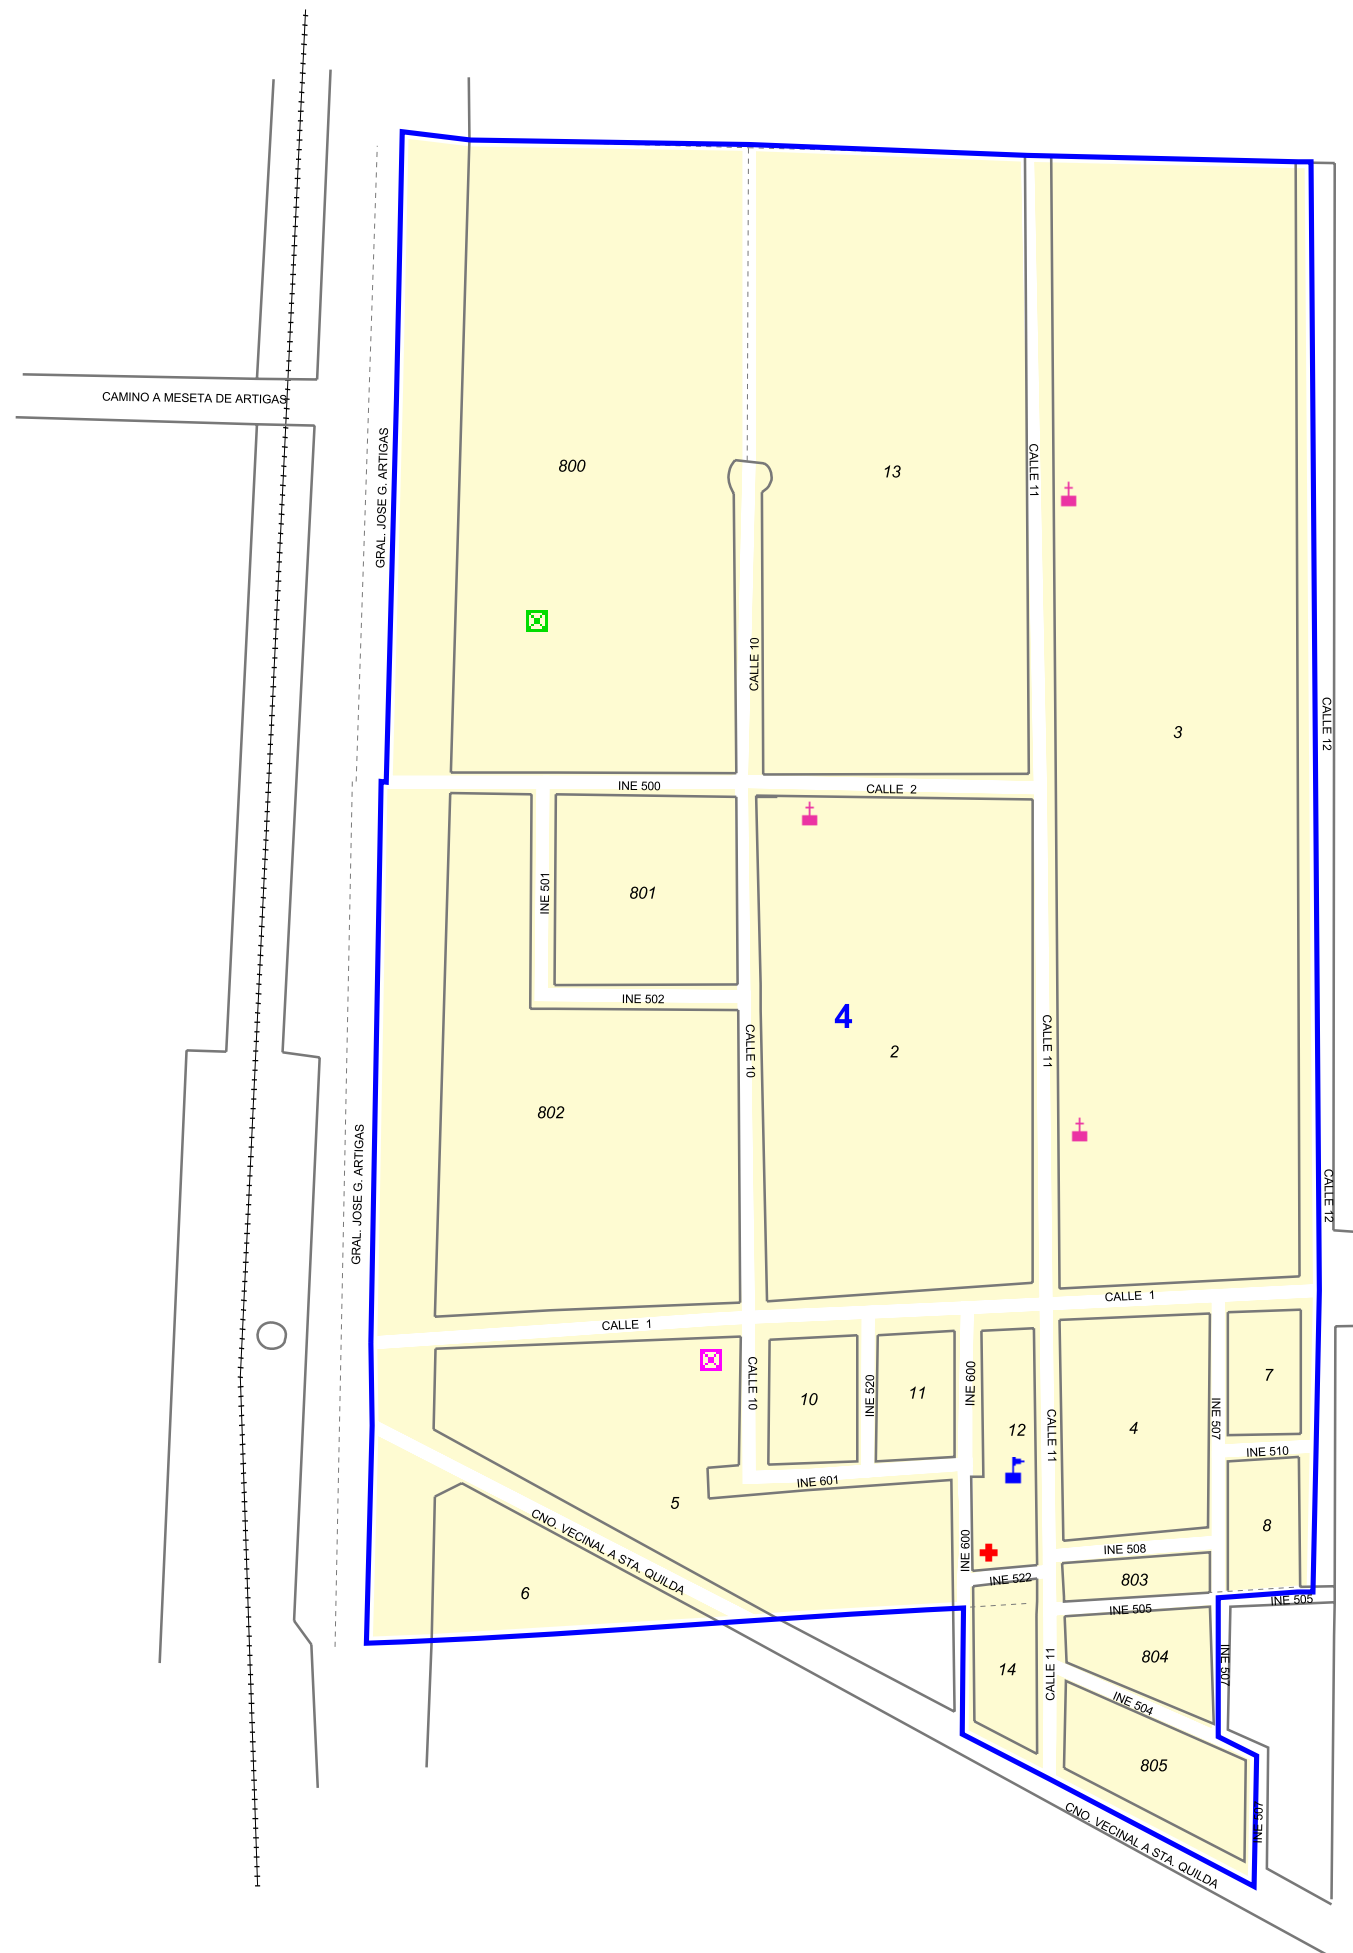 CAMINO A MESETA DE ARTIGAS
GRAL. JOSE G. ARTIGAS
800
13
CALLE 11
CALLE 10
3
CALLE 12
INE 500
CALLE 2
INE 501
801
INE 502
4
2
CALLE 10
CALLE 11
802
GRAL. JOSE G. ARTIGAS
CALLE 12
CALLE 1
CALLE 1
CALLE 10
10
INE 520
11
INE 600
12
CALLE 11
4
INE 507
7
INE 510
INE 601
5
8
CNO. VECINAL A STA. QUILDA
INE 600
INE 508
6
INE 522
803
INE 505
INE 505
14
CALLE 11
804
INE 507
INE 504
805
INE 507
CNO. VECINAL A STA. QUILDA